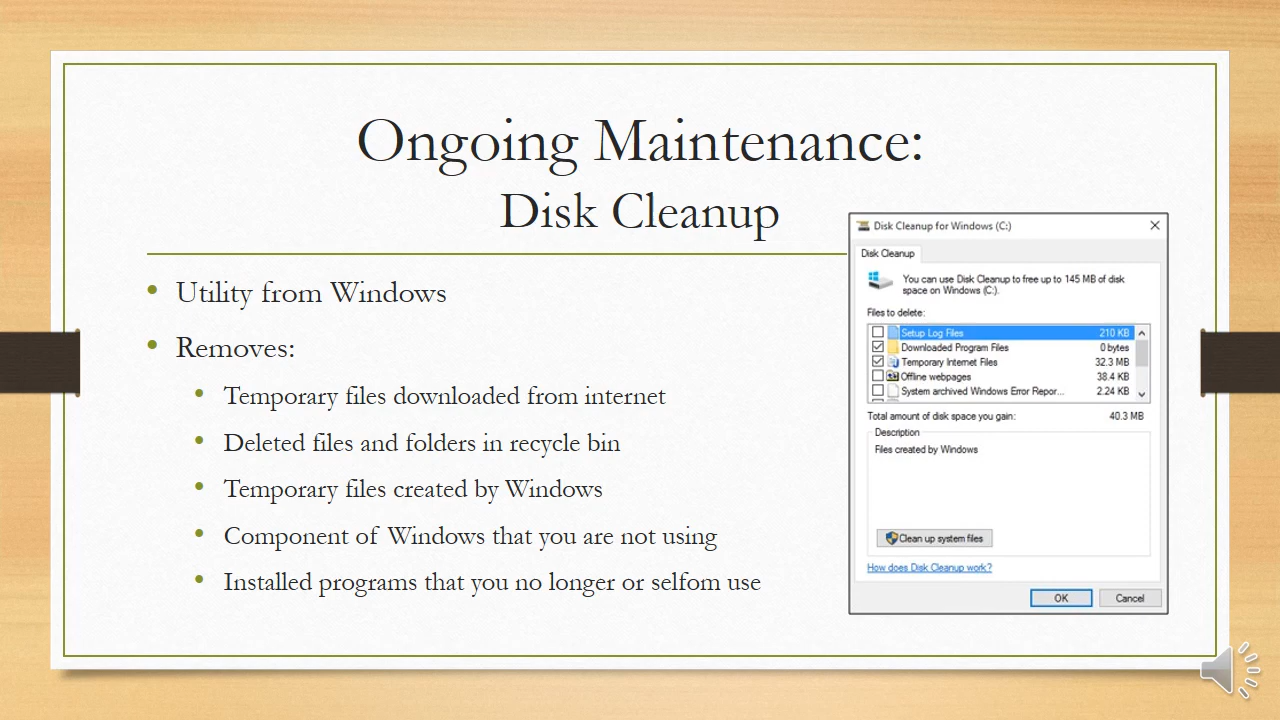 Ongoing Maintenance:
Disk Cleanup
Utility from Windows
Removes:
Temporary files downloaded from internet
Deleted files and folders in recycle bin
Temporary files created by Windows
Component of Windows that you are not using
Installed programs that you no longer or selfom use
Disk Cleanup for Windows (C:)
Disk Cleanup
You can use Disk Cleanup to free up to 145 MB of disk
space on Windows (C:).
Files to delete:
Setup Log Files 210 KB
Downloaded Program Files 0 bytes
Temporary Internet Files 32.3 MB
Offline webpages 38.4 KB
System archived Windows Error Repor... 2.24 KB
Total amount of disk space you gain: 40.3 MB
Description
Files created by Windows
Clean up system files
How does Disk Cleanup work?
OK Cancel